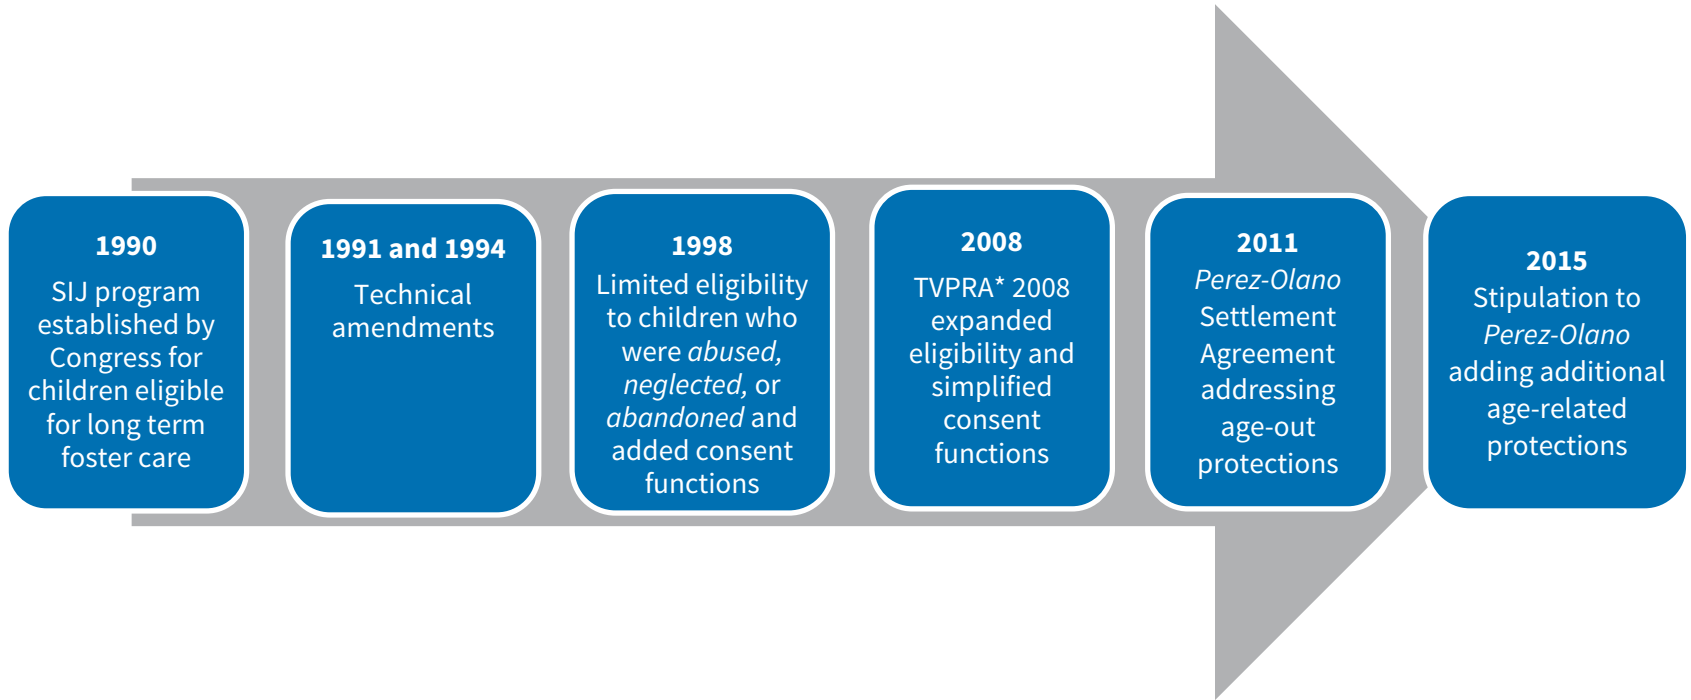 1990
SIJ program
established by
Congress for
children eligible
for long term
foster care
1991 and 1994
Technical
amendments
1998
Limited eligibility
to children who
were abused,
neglected, or
abandoned and
added consent
functions
2008
TVPRA* 2008
expanded
eligibility and
simplified
consent
functions
2011
Perez-Olano
Settlement
Agreement
addressing
age-out
protections
2015
Stipulation to
Perez-Olano
adding additional
age-related
protections